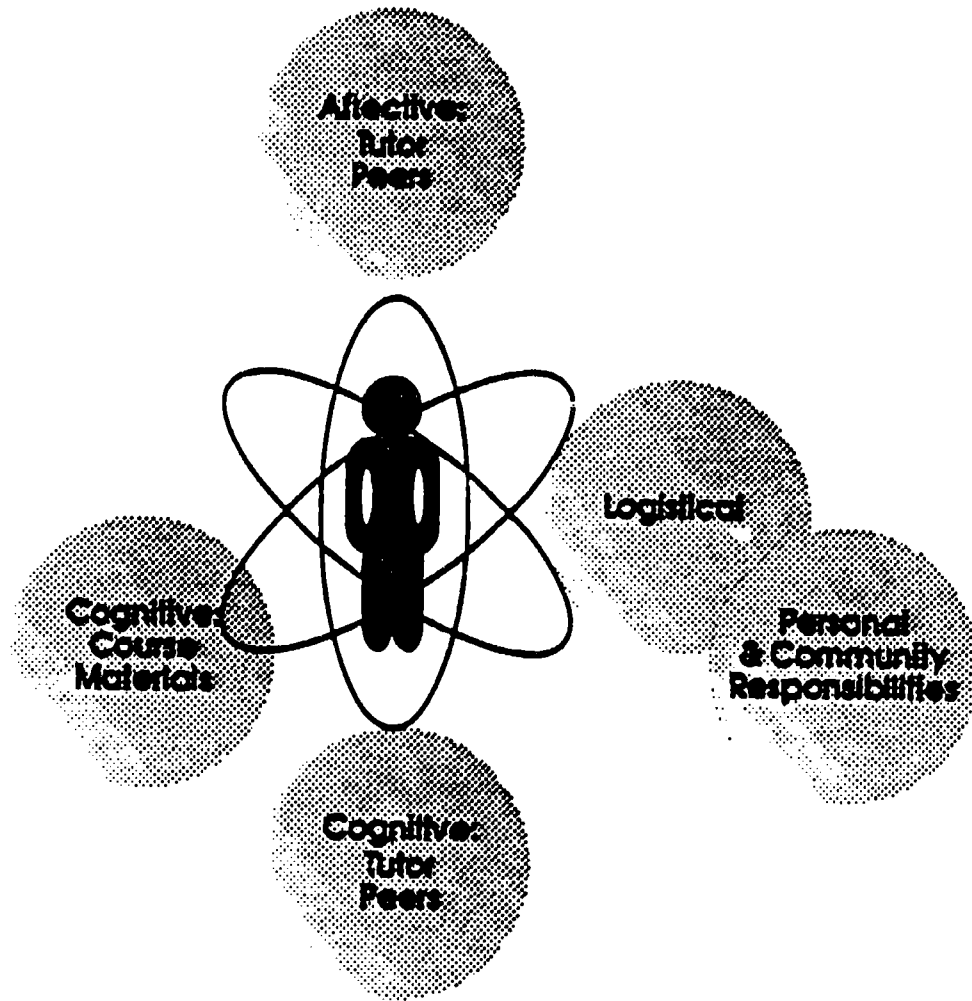 Affective:
Tutor
Peers
Logistical
Cognitive:
Course
Materials
Personal
& Community
Responsibilities
Cognitive:
Tutor
Peers